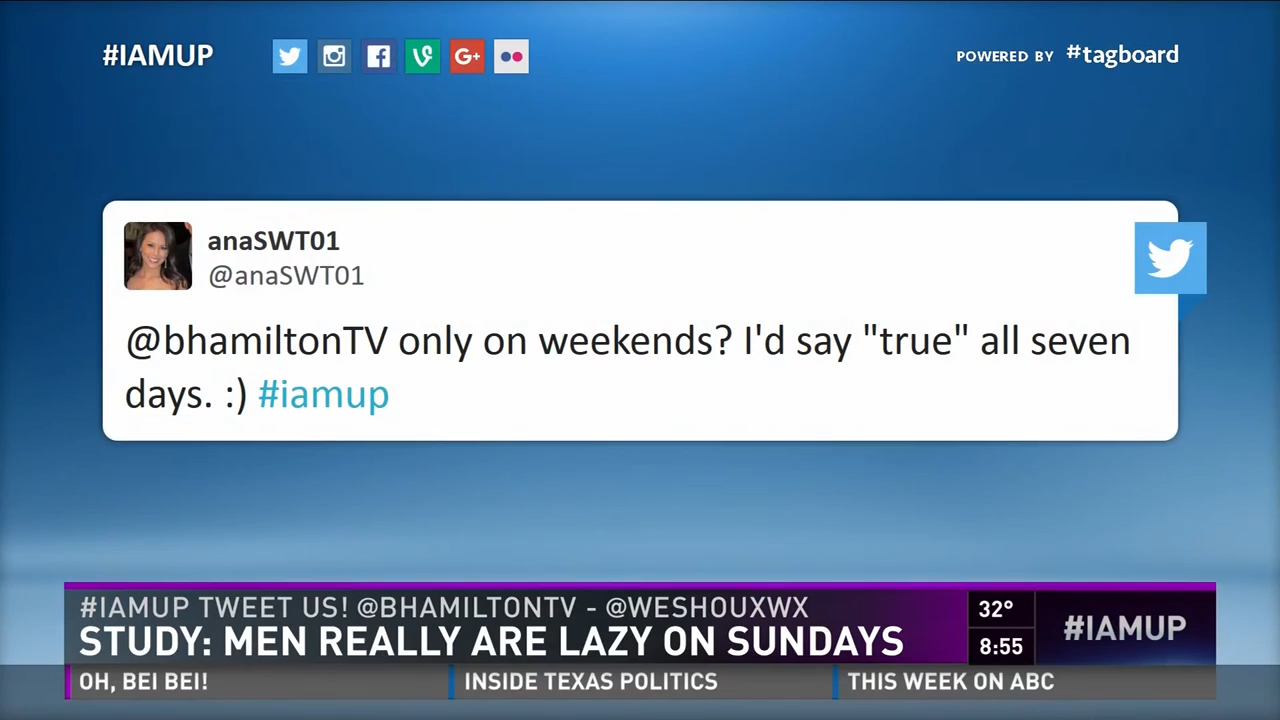 #IAMUP
POWERED BY #tagboard
anaSWT01
@anaSWT01
@bhamiltonTV only on weekends? I'd say "true" all seven
days. :) #iamup
#IAMUP TWEET US! @BHAMILTONTV - @WESHOUXWX
STUDY: MEN REALLY ARE LAZY ON SUNDAYS
32°
8:55
#IAMUP
OH, BEI BEI!
INSIDE TEXAS POLITICS
THIS WEEK ON ABC